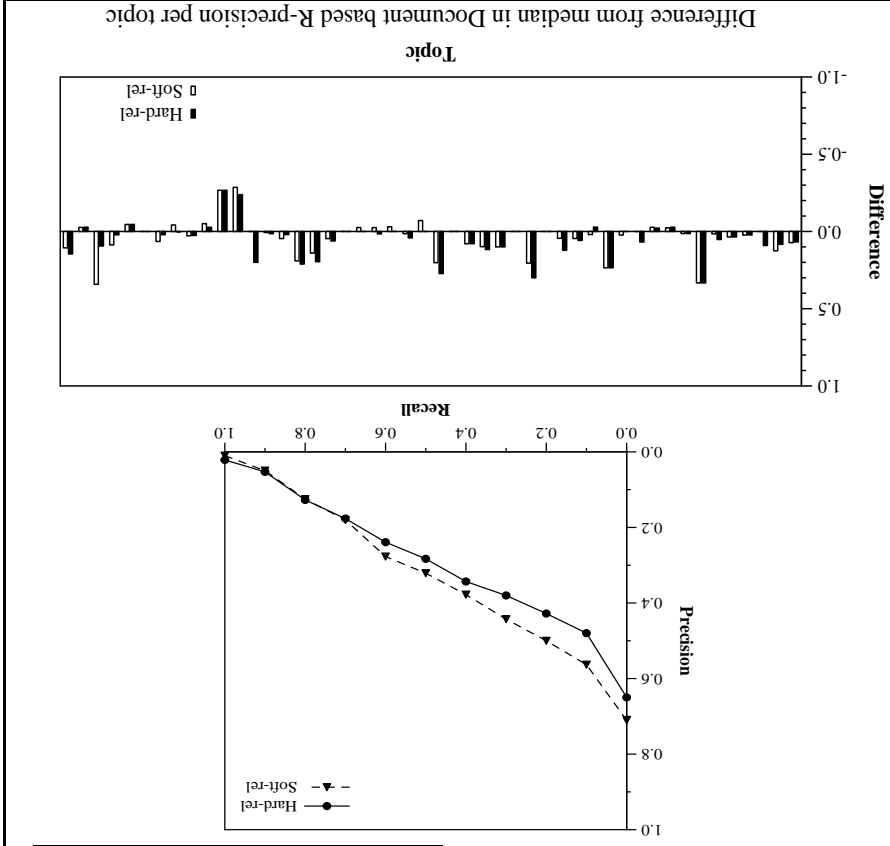 1.0
Hard-rel
Soft-rel
0.8
0.6
Precision
0.4
0.2
0.0
0.0 0.2 0.4 0.6 0.8 1.0
Recall
1.0
0.5
Difference
0.0
-0.5
Hard-rel
Soft-rel
-1.0
Topic
Difference from median in Document based R-precision per topic